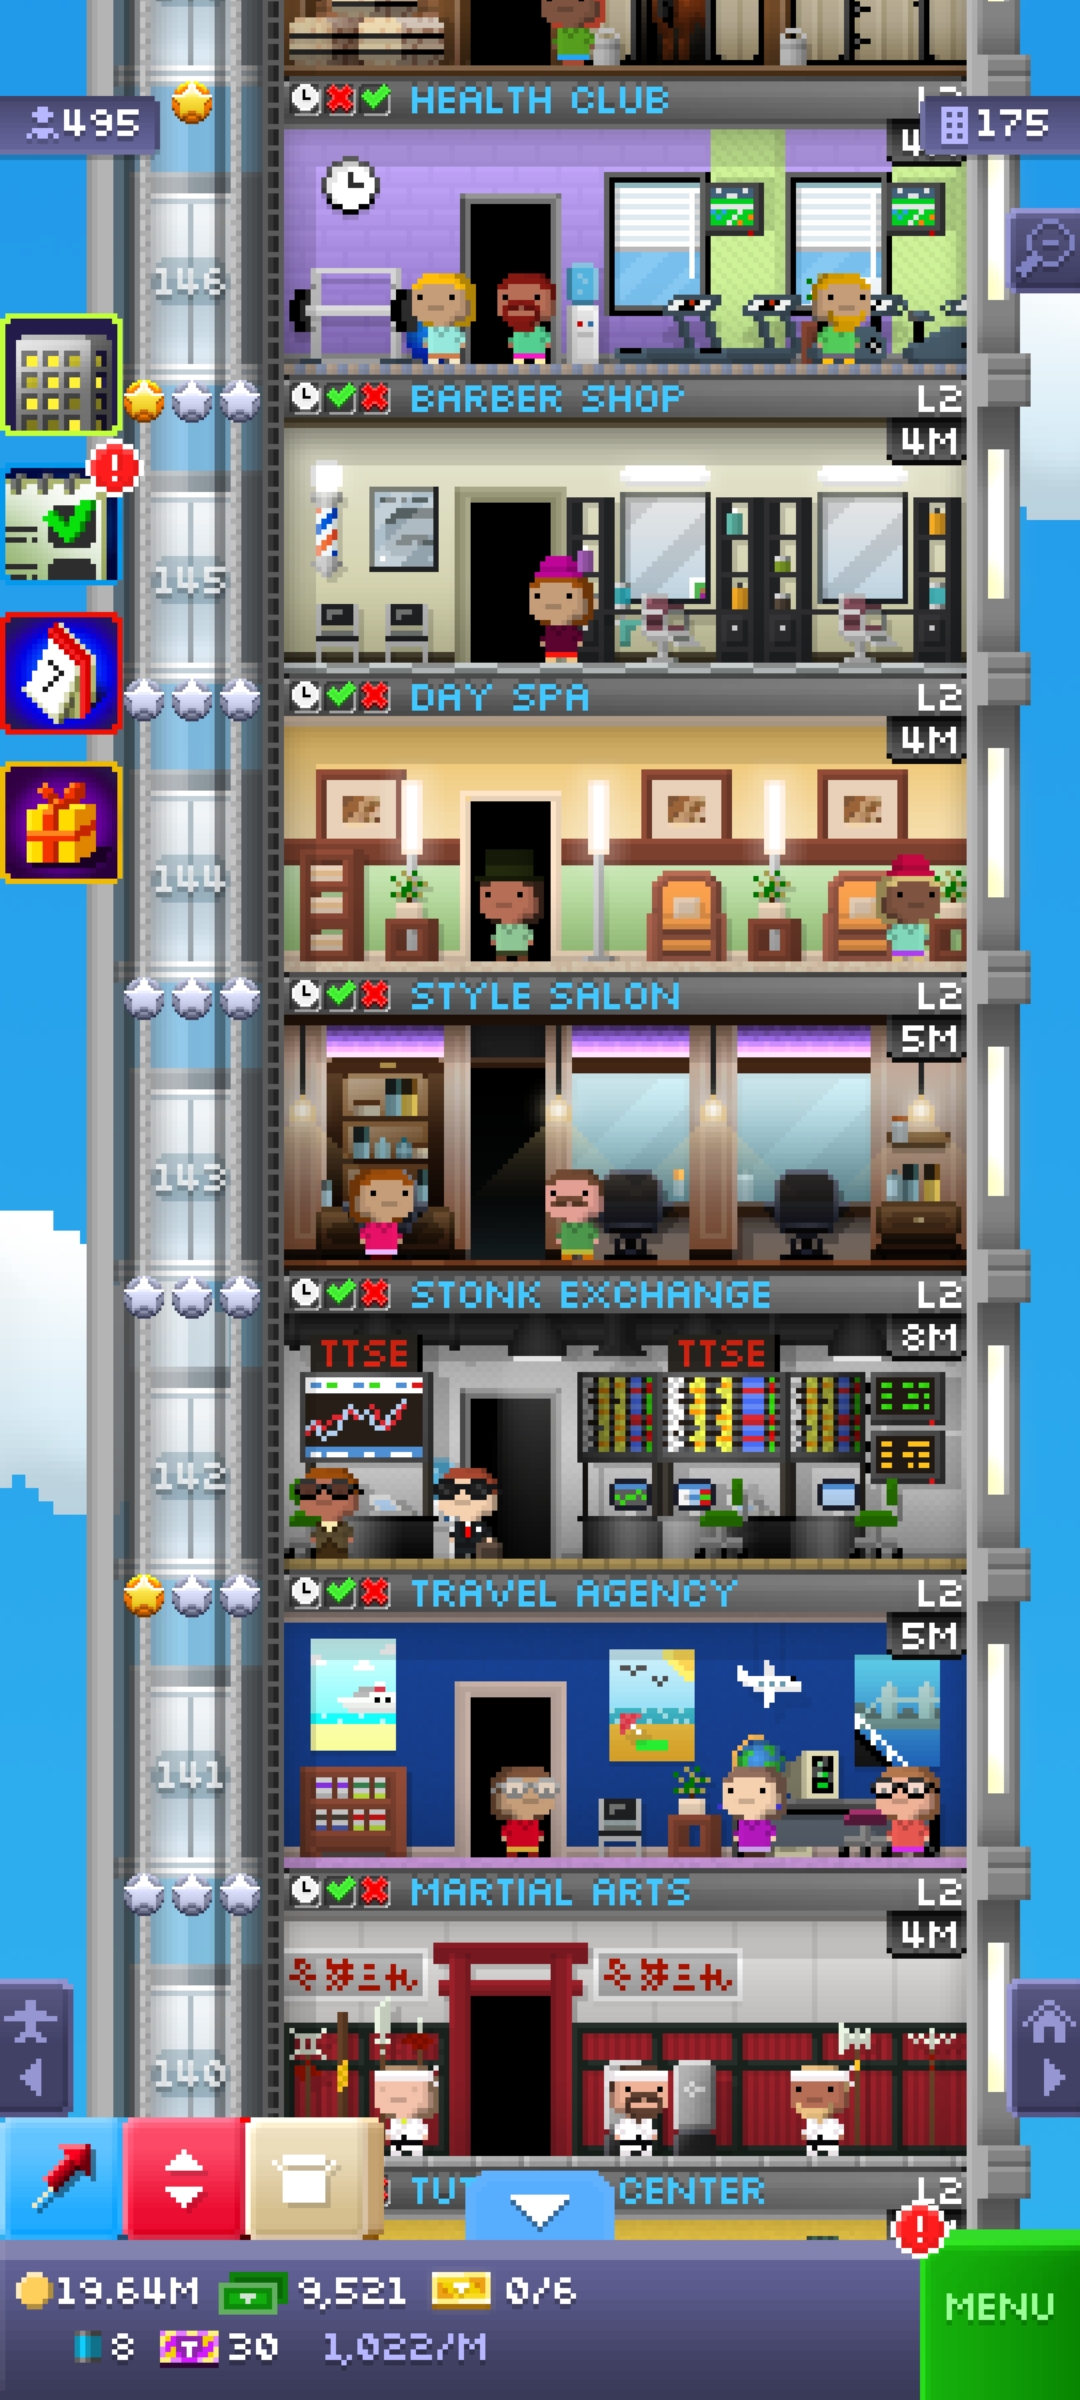 HEALTH CLUB
495
175
146
BARBER SHOP L2
4M
145
DAY SPA L2
4M
144
STYLE SALON L2
5M
143
STONK EXCHANGE L2
8M
TTSE TTSE
142
TRAVEL AGENCY L2
5M
141
MARTIAL ARTS L2
4M
140
CENTER L2
19.64M 9,521 0/6
8 30 1,022/M
MENU